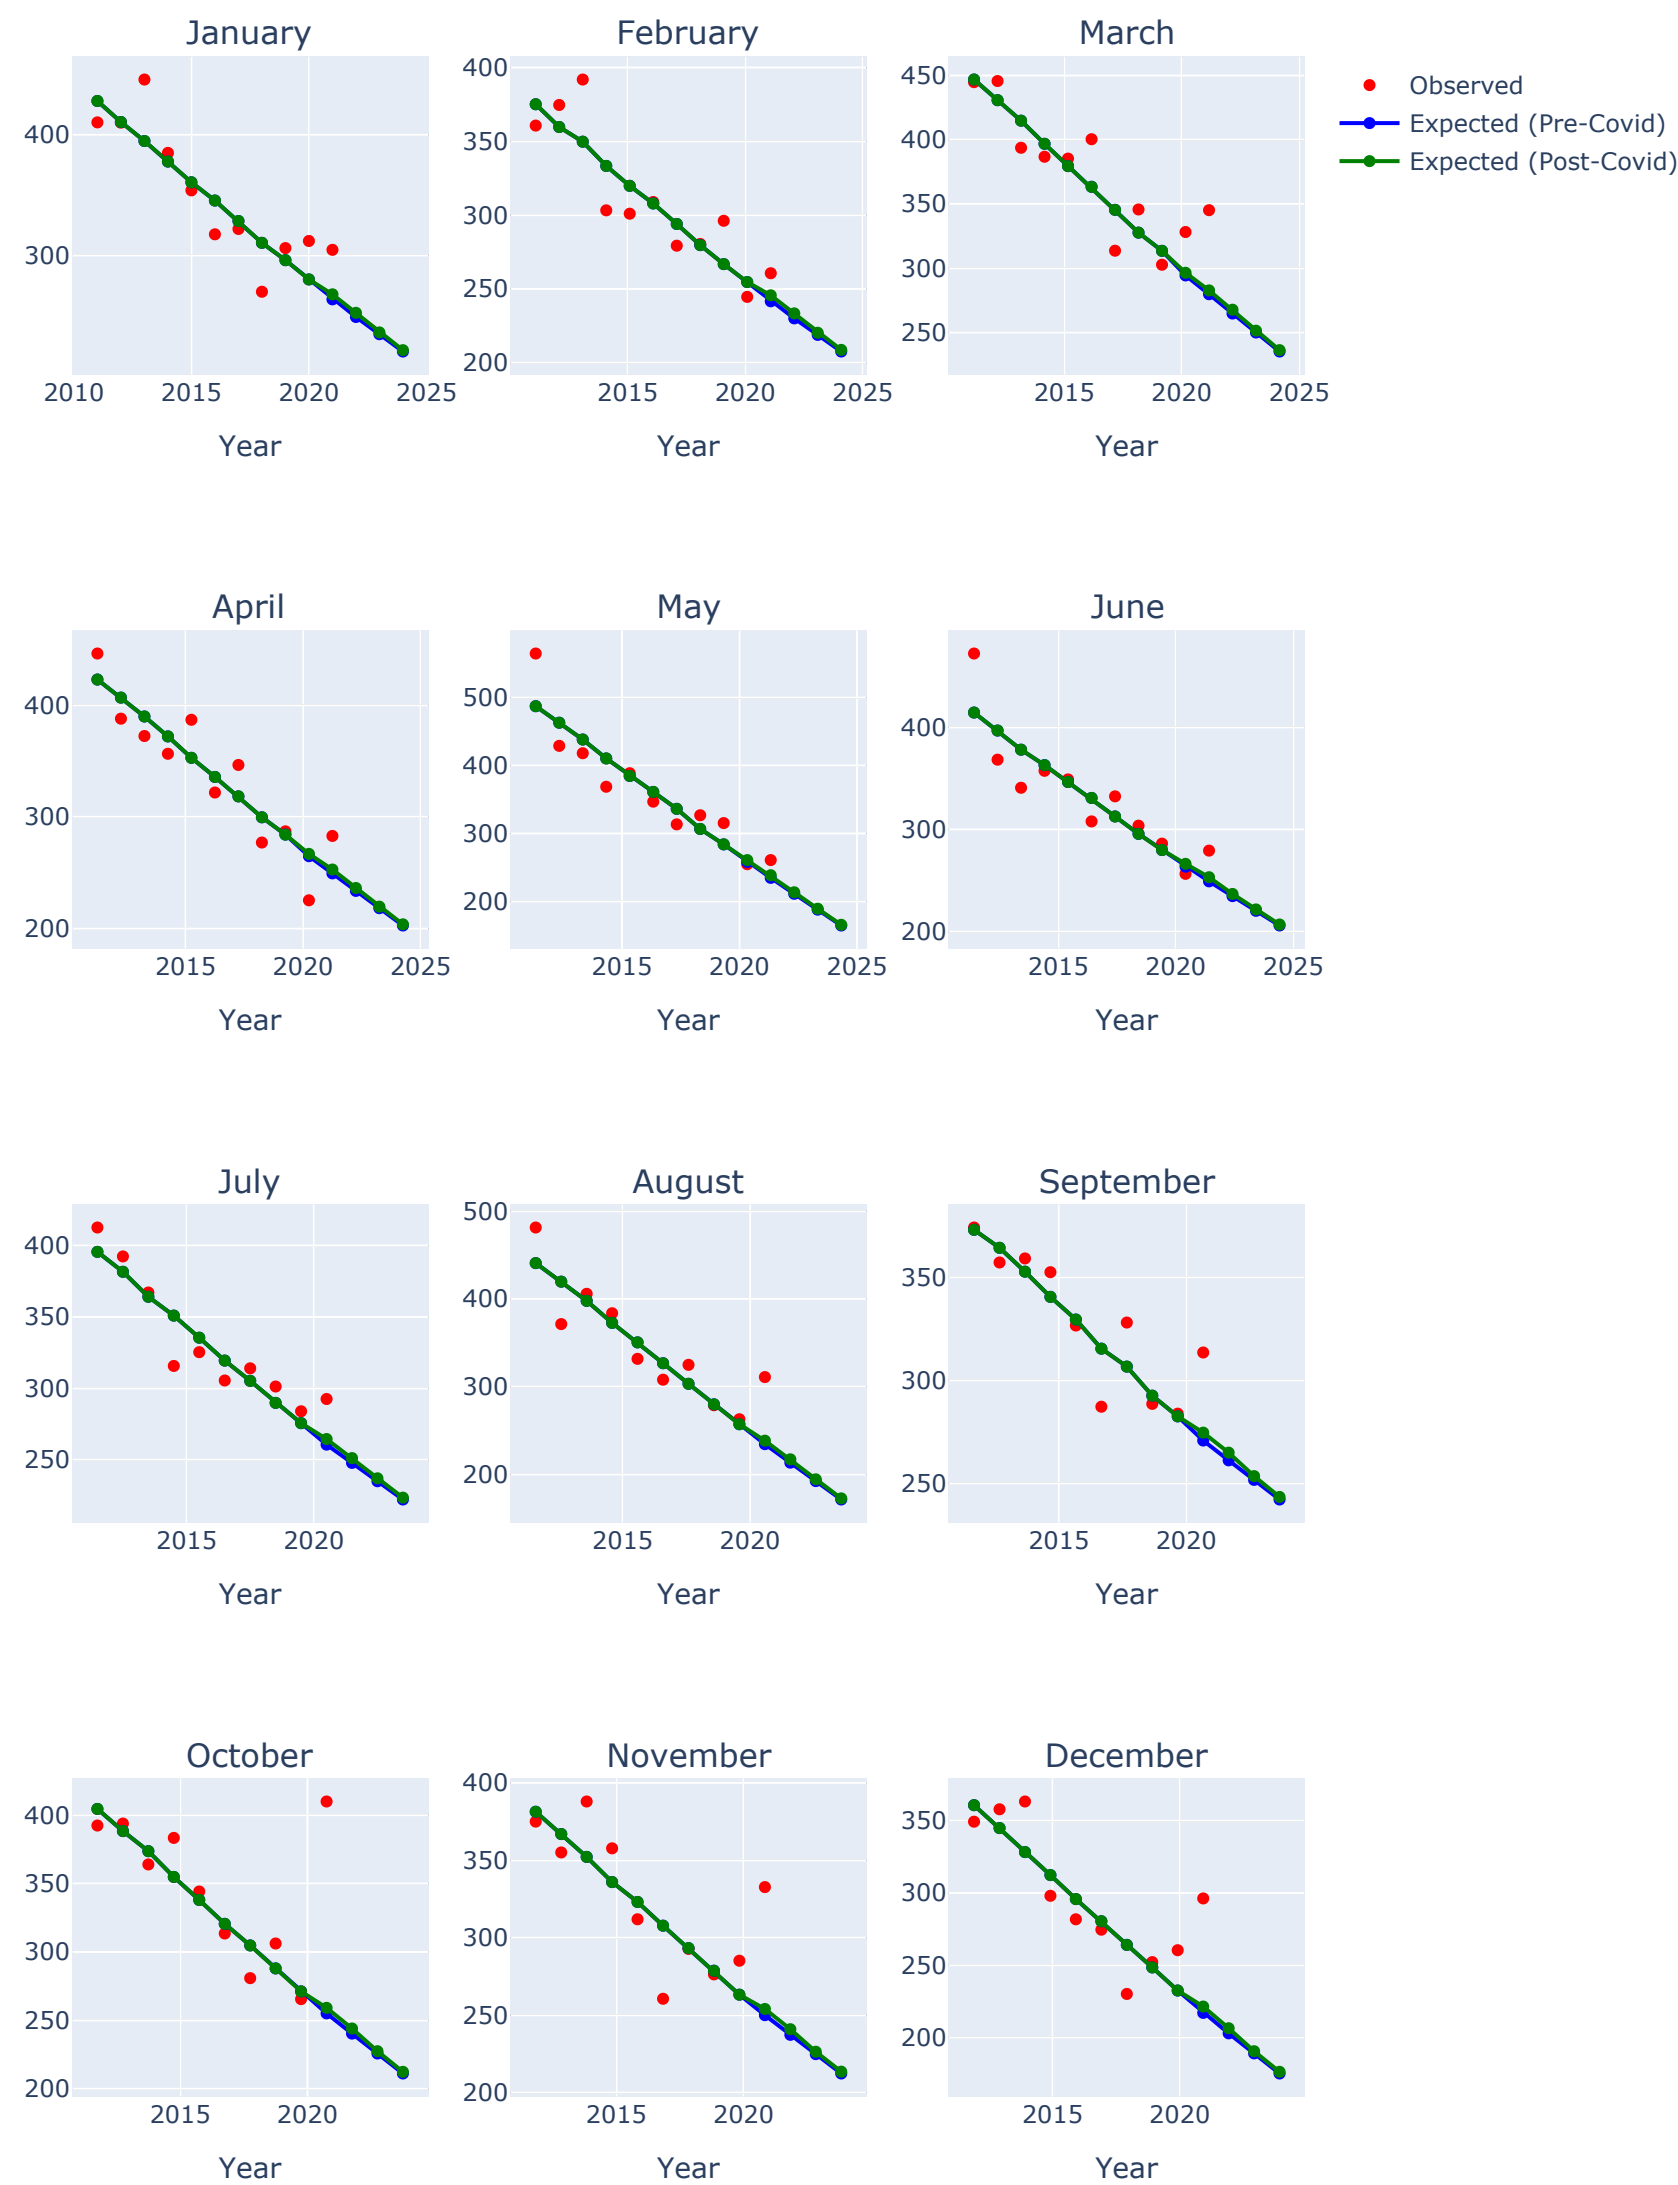 January
February
March
Observed
Expected (Pre-Covid)
Expected (Post-Covid)
400
300
2010
2015
2020
2025
Year
400
350
300
250
200
2015
2020
2025
Year
450
400
350
300
250
2015
2020
2025
Year
April
May
June
400
300
200
2015
2020
2025
Year
500
400
300
200
2015
2020
2025
Year
400
300
200
2015
2020
2025
Year
July
August
September
400
350
300
250
2015
2020
Year
500
400
300
200
2015
2020
Year
350
300
250
2015
2020
Year
October
November
December
400
350
300
250
200
2015
2020
Year
400
350
300
250
200
2015
2020
Year
350
300
250
200
2015
2020
Year